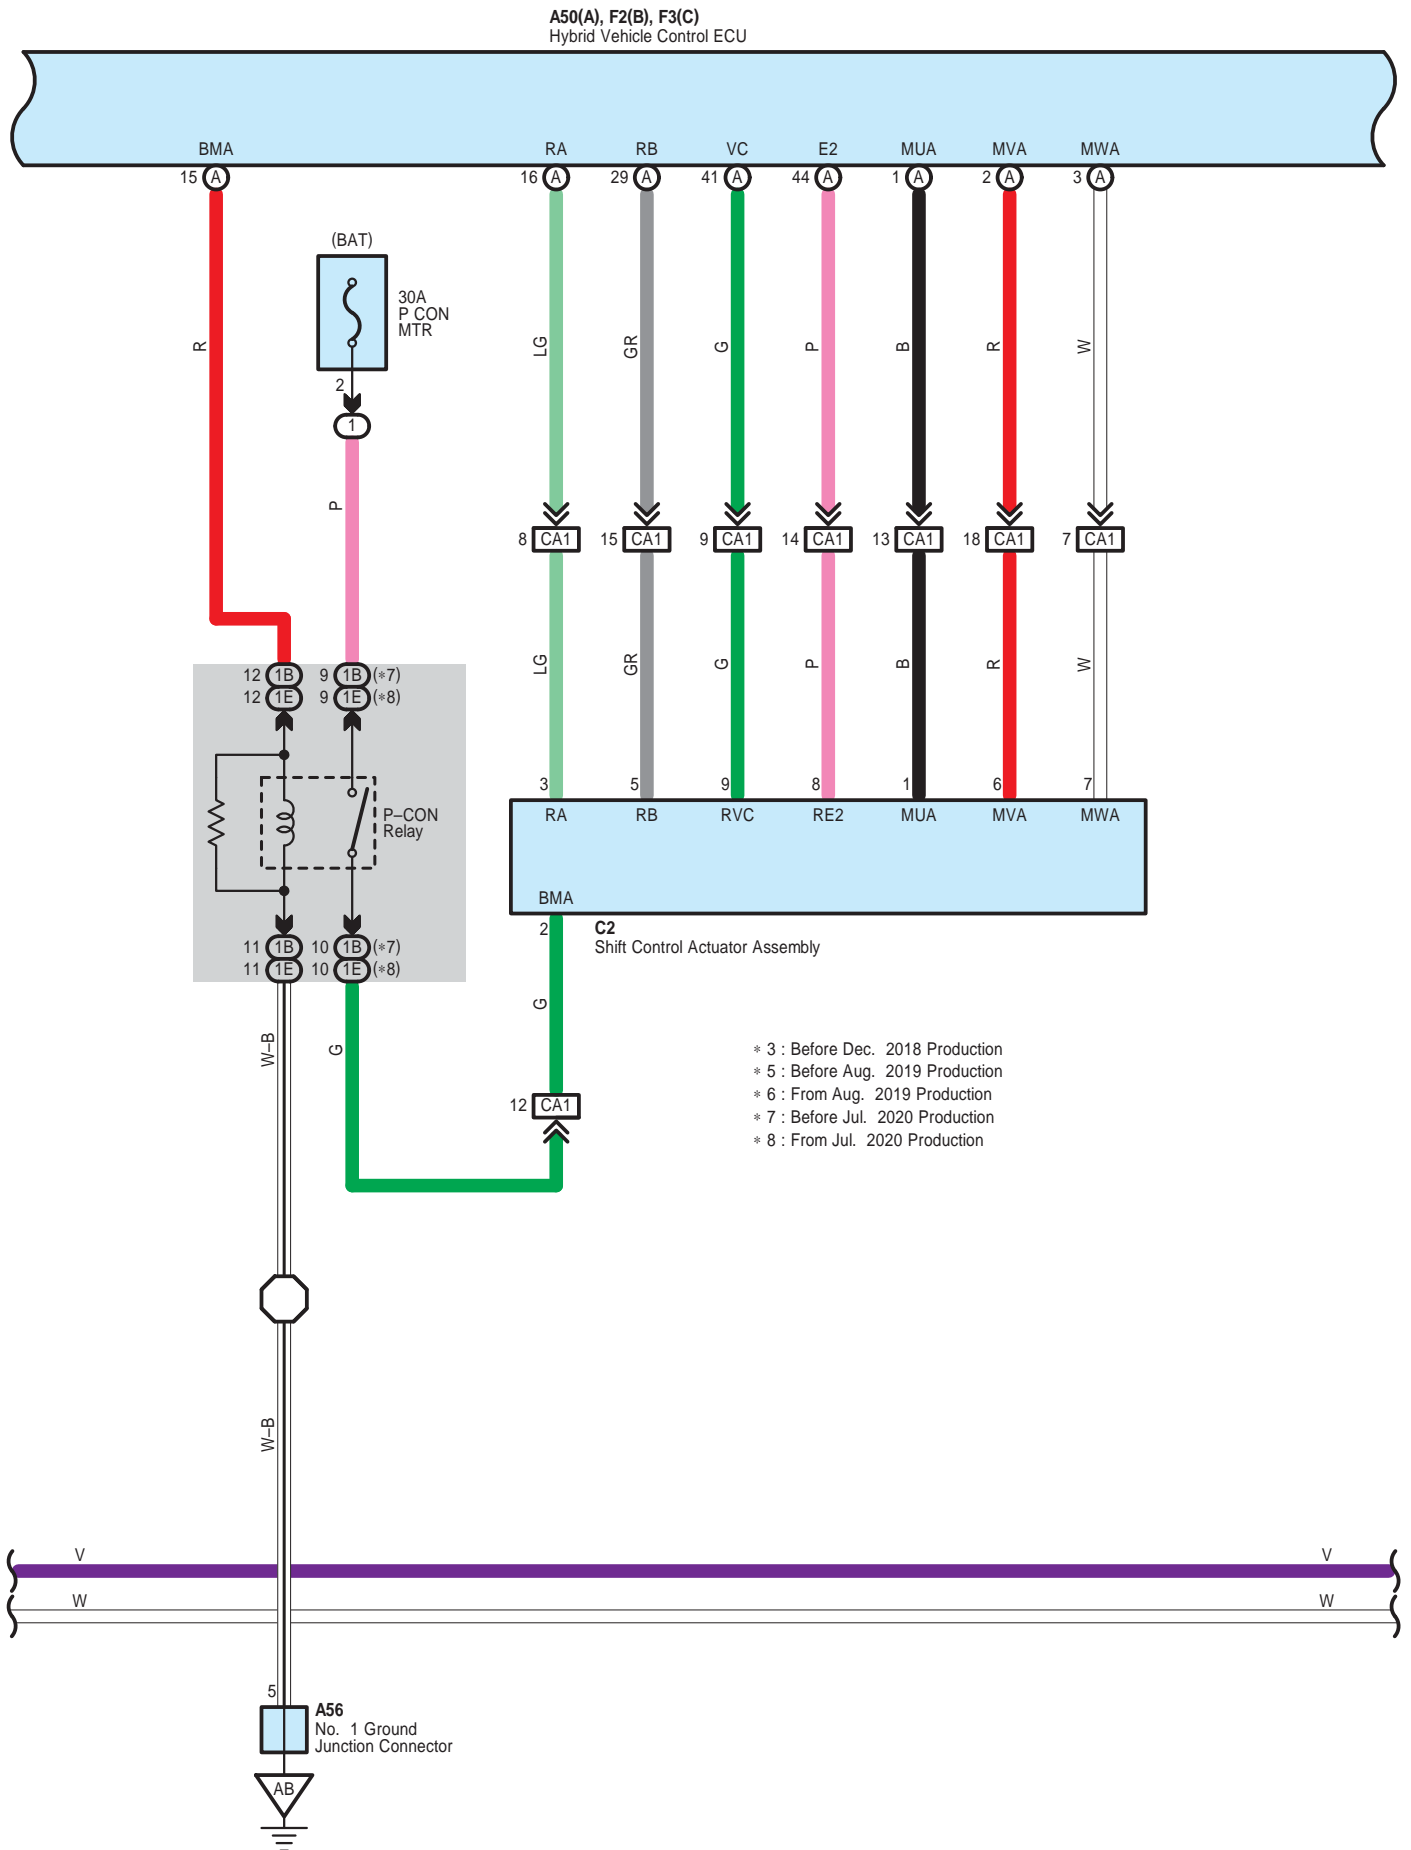 A50(A), F2(B), F3(C)
Hybrid Vehicle Control ECU
BMA RA RB VC E2 MUA MVA MWA
15 A 16 A 29 A 41 A 44 A 1 A 2 A 3 A
(BAT)
30A
P CON
MTR
R LG GR G P B R W
2
1
P
8 CA1 15 CA1 9 CA1 14 CA1 13 CA1 18 CA1 7 CA1
LG GR G P B R W
12 1B 9 1B (*7)
12 1E 9 1E (*8)
3 5 9 8 1 6 7
RA RB RVC RE2 MUA MVA MWA
P–CON
Relay
BMA
2
C2
Shift Control Actuator Assembly
11 1B 10 1B (*7)
11 1E 10 1E (*8)
G
W–B
G
* 3 : Before Dec. 2018 Production
* 5 : Before Aug. 2019 Production
* 6 : From Aug. 2019 Production
* 7 : Before Jul. 2020 Production
* 8 : From Jul. 2020 Production
12 CA1
W–B
V V
W W
5
A56
No. 1 Ground
Junction Connector
AB